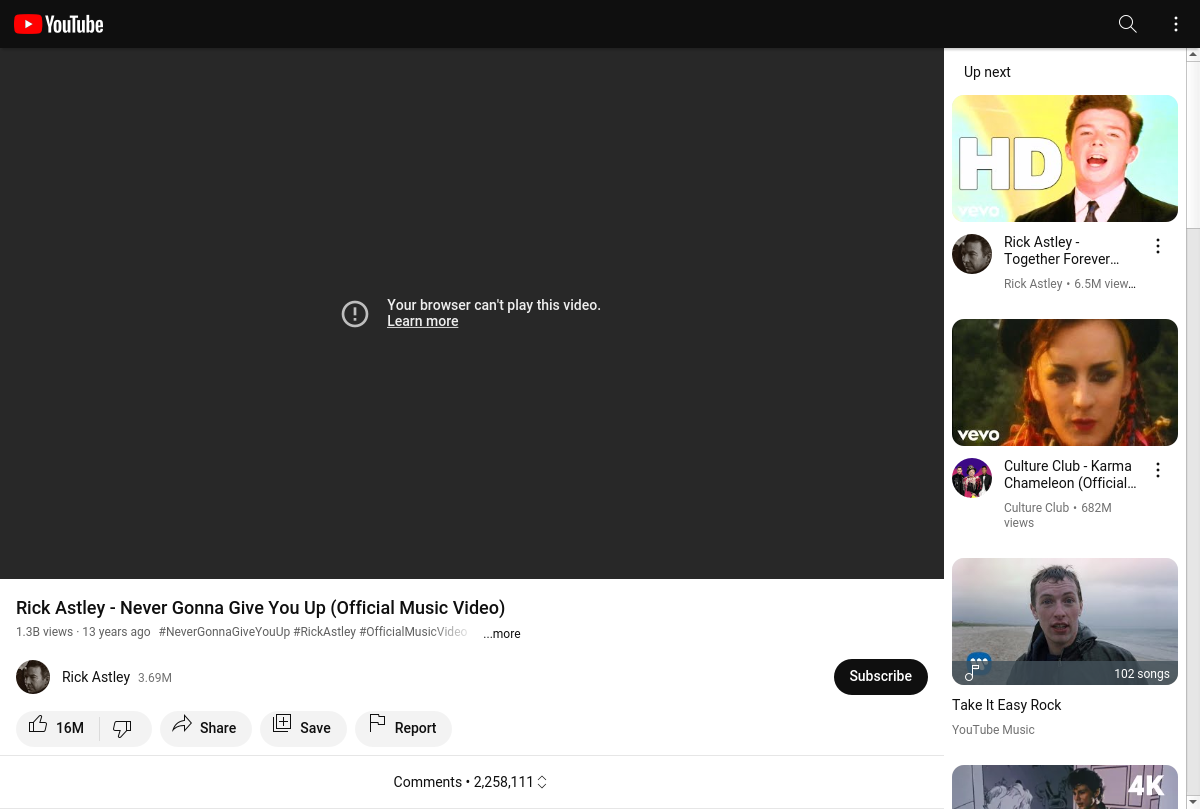 YouTube
Your browser can't play this video.
Learn more
Rick Astley - Never Gonna Give You Up (Official Music Video)
1.3B views · 13 years ago #NeverGonnaGiveYouUp #RickAstley #OfficialMusicVideo ...more
Rick Astley 3.69M
Subscribe
16M
Share
Save
Report
Comments • 2,258,111
Up next
HD
vevo
Rick Astley -
Together Forever…
Rick Astley • 6.5M view…
vevo
Culture Club - Karma
Chameleon (Official…
Culture Club • 682M
views
102 songs
Take It Easy Rock
YouTube Music
4K